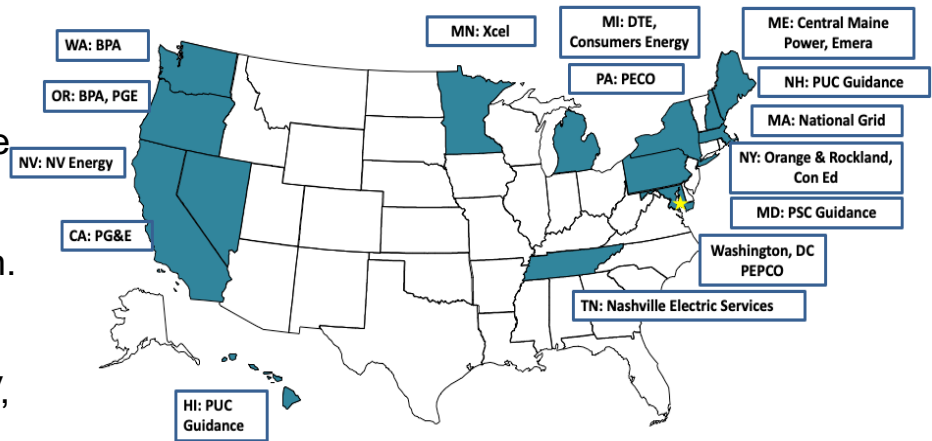 MN: Xcel
MI: DTE,
Consumers Energy
ME: Central Maine
Power, Emera
WA: BPA
PA: PECO
NH: PUC Guidance
OR: BPA, PGE
MA: National Grid
e
NV: NV Energy
NY: Orange & Rockland,
Con Ed
MD: PSC Guidance
CA: PG&E
Washington, DC
PEPCO
n.
TN: Nashville Electric Services
,
HI: PUC
Guidance